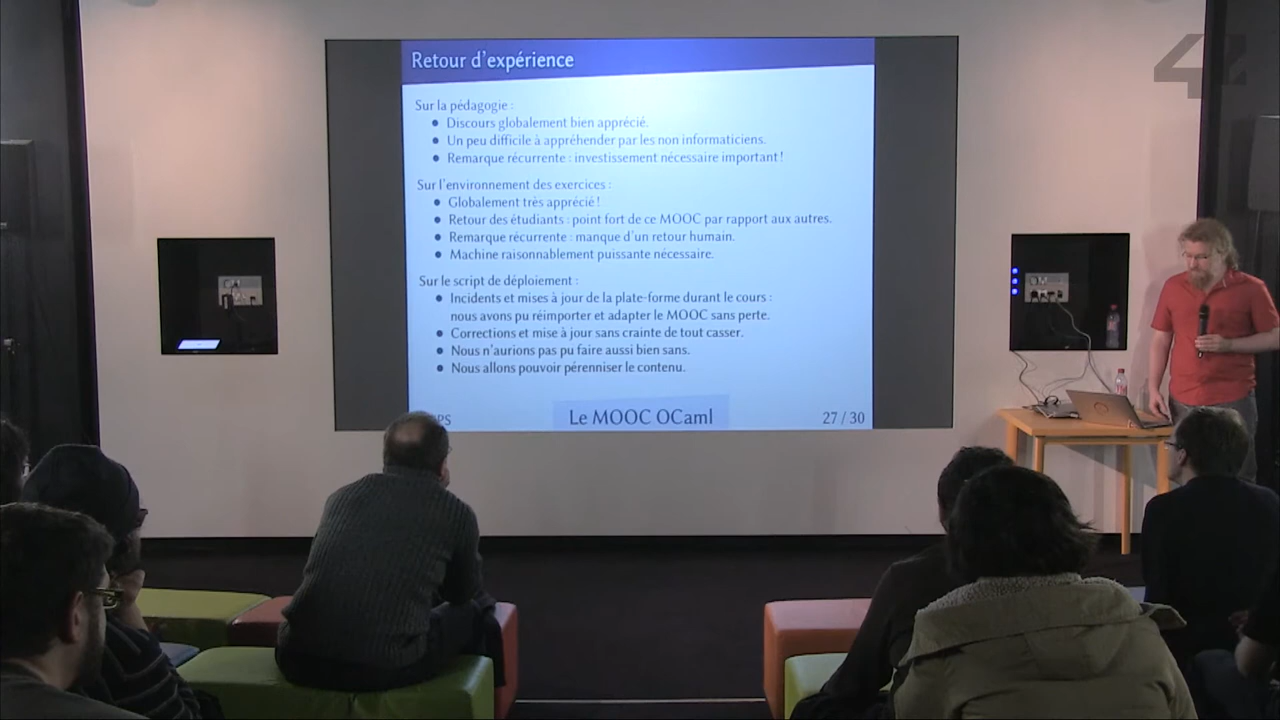 42
Retour d'expérience
Sur la pédagogie :
● Discours globalement bien apprécié.
● Un peu difficile à appréhender par les non informaticiens.
● Remarque récurrente : investissement nécessaire important !
Sur l'environnement des exercices :
● Globalement très apprécié !
● Retour des étudiants : point fort de ce MOOC par rapport aux autres.
● Remarque récurrente : manque d'un retour humain.
● Machine raisonnablement puissante nécessaire.
Sur le script de déploiement :
● Incidents et mises à jour de la plate-forme durant le cours :
nous avons pu réimporter et adapter le MOOC sans perte.
● Corrections et mise à jour sans crainte de tout casser.
● Nous n'aurions pas pu faire aussi bien sans.
● Nous allons pouvoir pérenniser le contenu.
Le MOOC OCaml 27 / 30